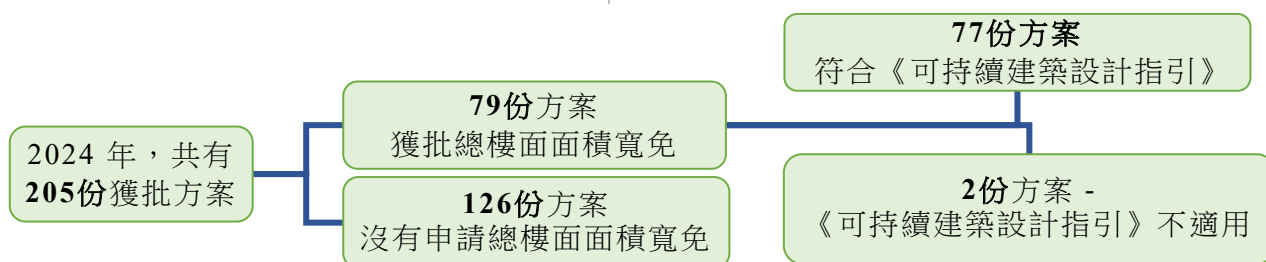 2024 年，共有
205份獲批方案
79份方案
獲批總樓面面積寬免
126份方案
沒有申請總樓面面積寬免
77份方案
符合《可持續建築設計指引》
2份方案 -
《可持續建築設計指引》不適用